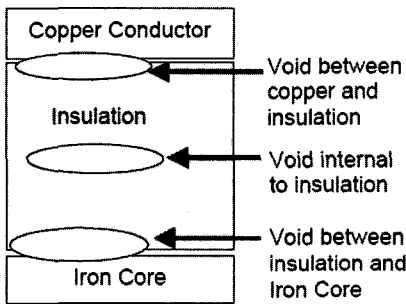 Copper Conductor
Void between
copper and
insulation
Insulation
Void internal
to insulation
Void between
insulation and
Iron Core
Iron Core